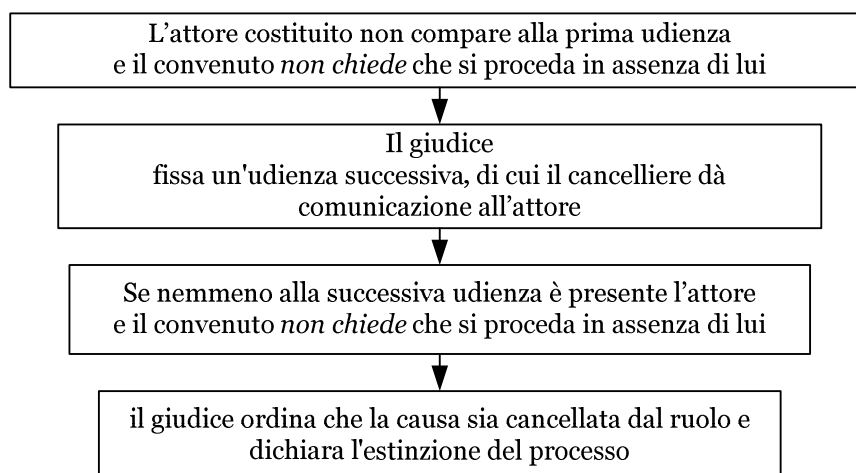 L’attore costituito non compare alla prima udienza
e il convenuto non chiede che si proceda in assenza di lui
Il giudice
fissa un'udienza successiva, di cui il cancelliere dà
comunicazione all’attore
Se nemmeno alla successiva udienza è presente l’attore
e il convenuto non chiede che si proceda in assenza di lui
il giudice ordina che la causa sia cancellata dal ruolo e
dichiara l'estinzione del processo